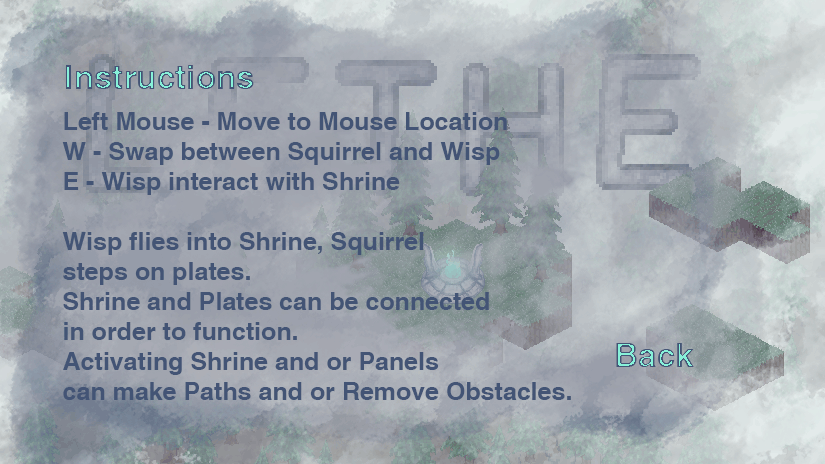 LETHE
Instructions
Left Mouse - Move to Mouse Location
W - Swap between Squirrel and Wisp
E - Wisp interact with Shrine
Wisp flies into Shrine, Squirrel
steps on plates.
Shrine and Plates can be connected
in order to function.
Activating Shrine and or Panels
can make Paths and or Remove Obstacles.
Back